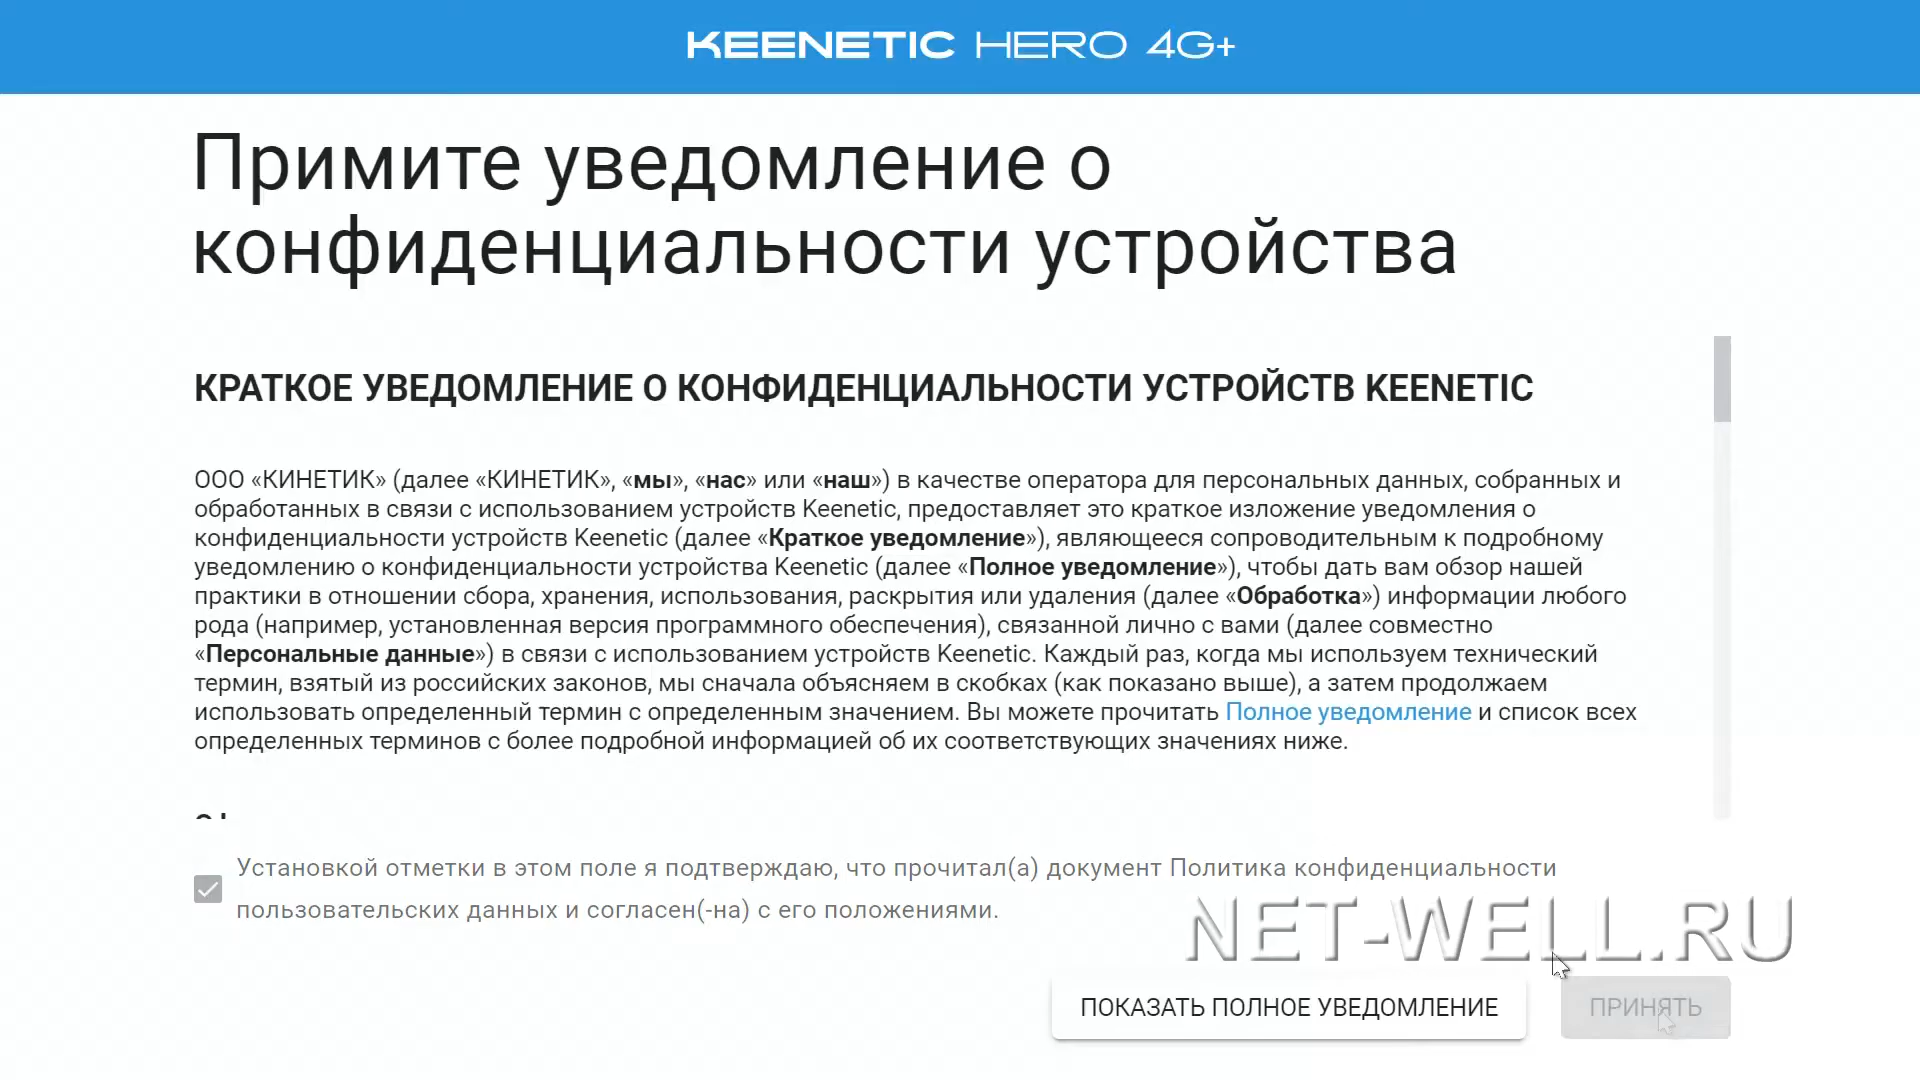 KEENETIC HERO 4G+
Примите уведомление о
конфиденциальности устройства
КРАТКОЕ УВЕДОМЛЕНИЕ О КОНФИДЕНЦИАЛЬНОСТИ УСТРОЙСТВ KEENETIC
ООО «КИНЕТИК» (далее «КИНЕТИК», «мы», «нас» или «наш») в качестве оператора для персональных данных, собранных и
обработанных в связи с использованием устройств Keenetic, предоставляет это краткое изложение уведомления о
конфиденциальности устройств Keenetic (далее «Краткое уведомление»), являющееся сопроводительным к подробному
уведомлению о конфиденциальности устройства Keenetic (далее «Полное уведомление»), чтобы дать вам обзор нашей
практики в отношении сбора, хранения, использования, раскрытия или удаления (далее «Обработка») информации любого
рода (например, установленная версия программного обеспечения), связанной лично с вами (далее совместно
«Персональные данные») в связи с использованием устройств Keenetic. Каждый раз, когда мы используем технический
термин, взятый из российских законов, мы сначала объясняем в скобках (как показано выше), а затем продолжаем
использовать определенный термин с определенным значением. Вы можете прочитать Полное уведомление и список всех
определенных терминов с более подробной информацией об их соответствующих значениях ниже.
Установкой отметки в этом поле я подтверждаю, что прочитал(а) документ Политика конфиденциальности
пользовательских данных и согласен(-на) с его положениями.
NET-WELL.RU
ПОКАЗАТЬ ПОЛНОЕ УВЕДОМЛЕНИЕ
ПРИНЯТЬ